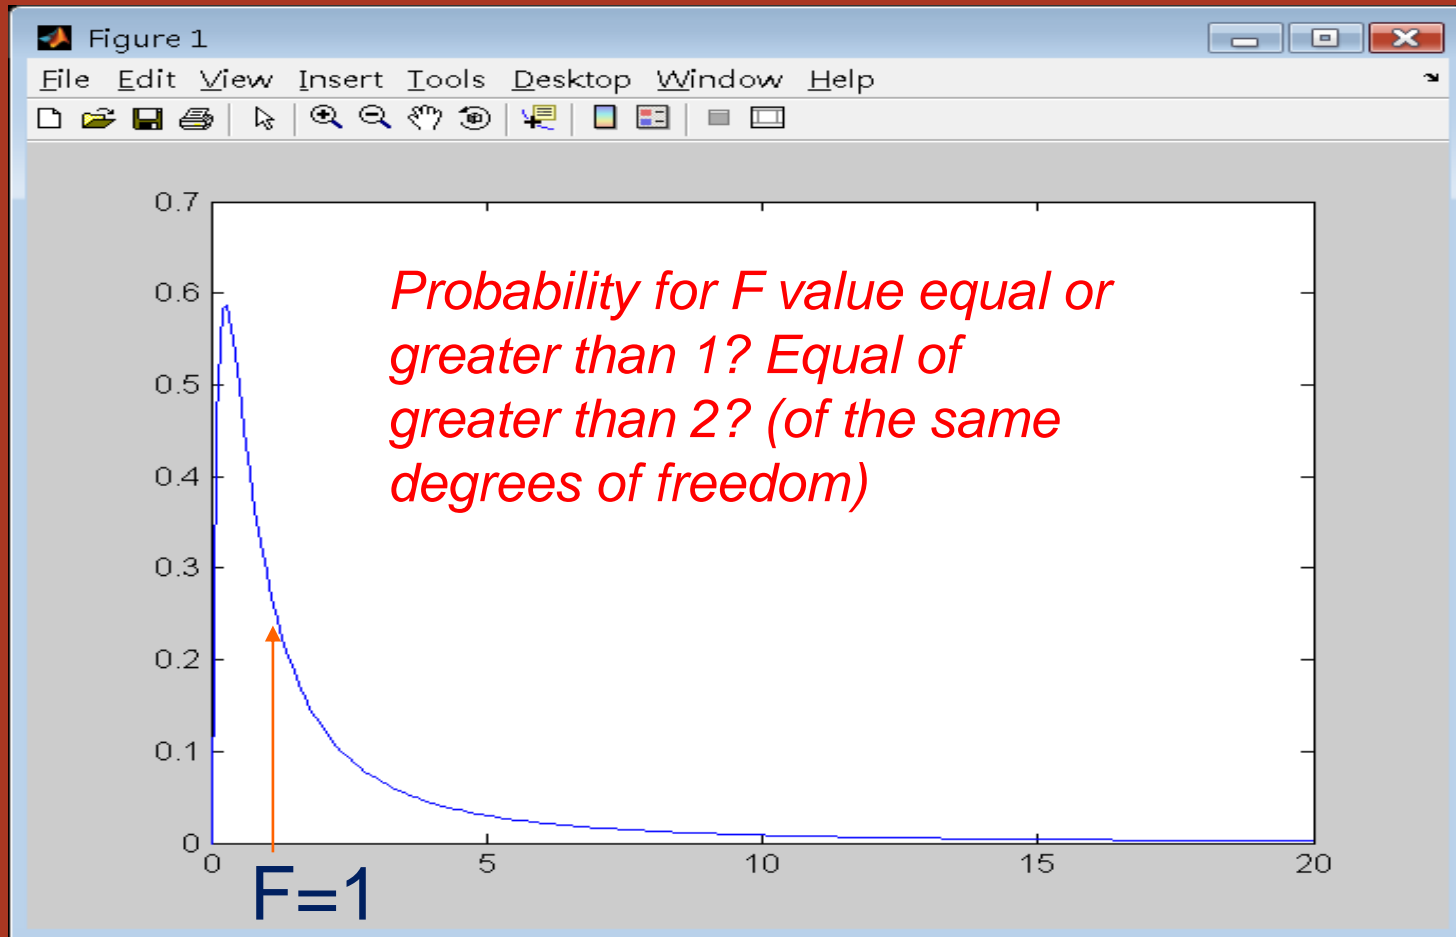 Figure 1
File Edit View Insert Tools Desktop Window Help
0.7
0.6
0.5
0.4
0.3
0.2
0.1
0
Probability for F value equal or
greater than 1? Equal of
greater than 2? (of the same
degrees of freedom)
0 5 10 15 20
F=1